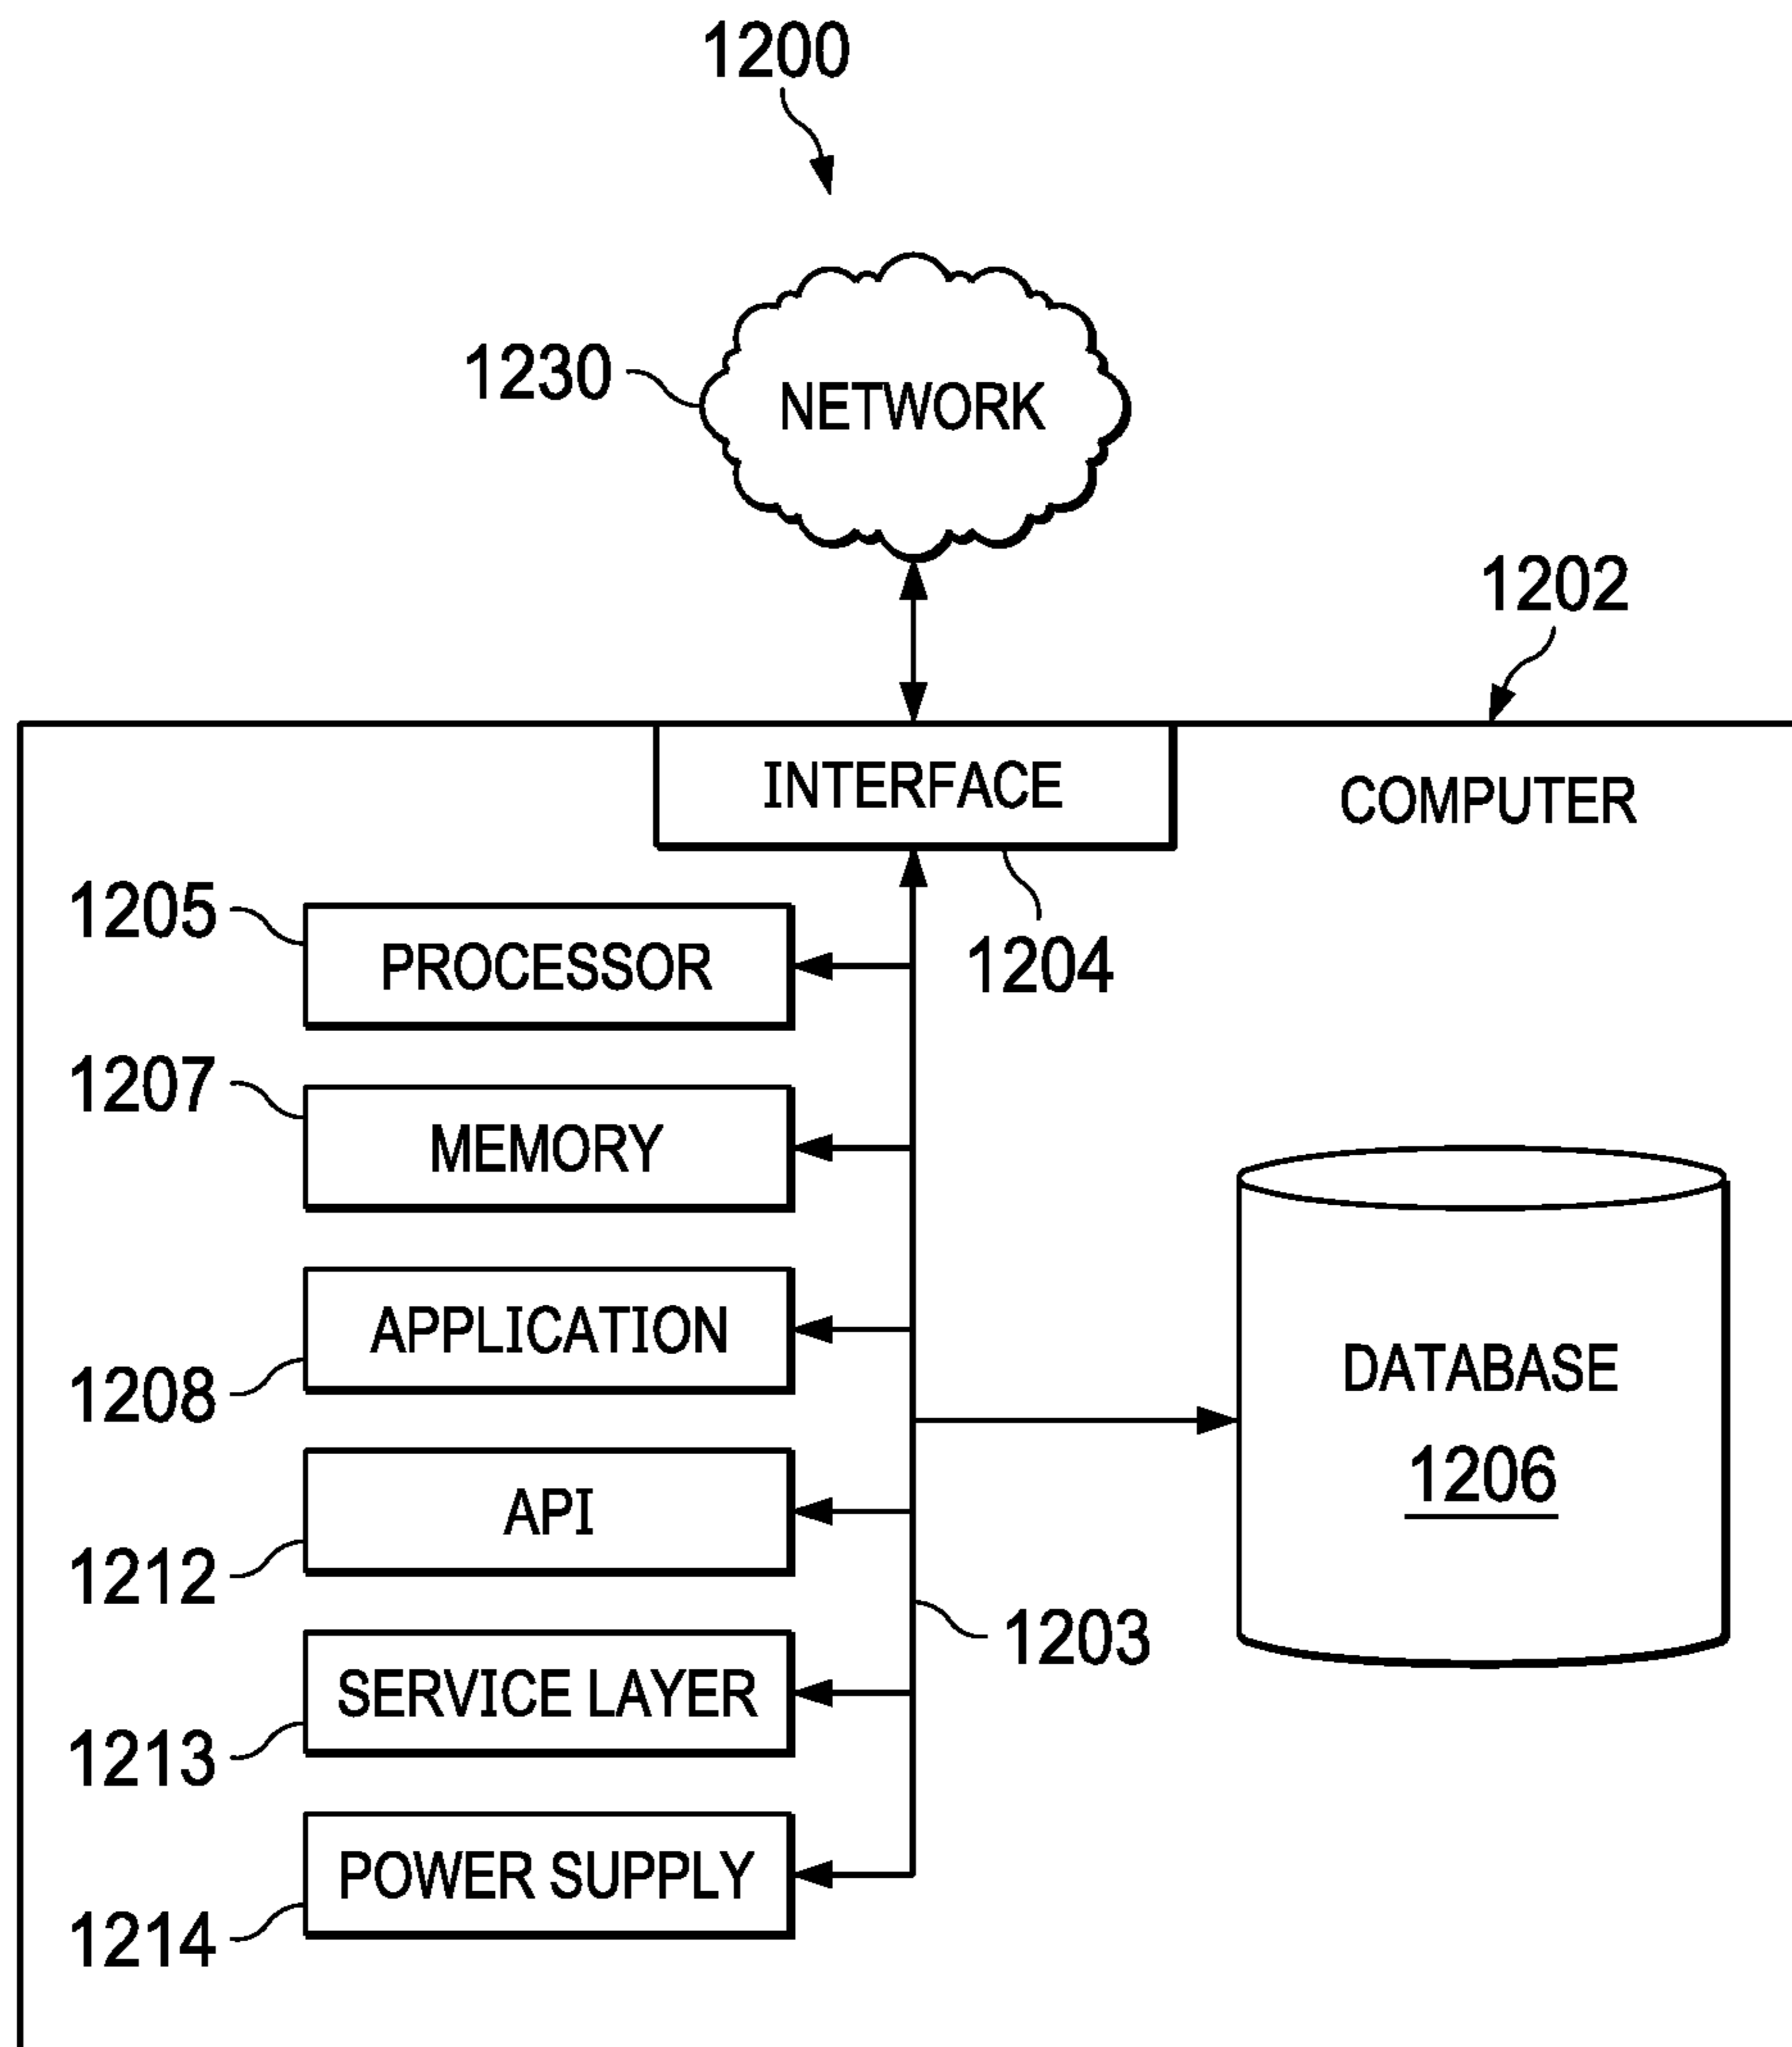 1200
1230
NETWORK
1202
INTERFACE
COMPUTER
1205
PROCESSOR
1204
1207
MEMORY
APPLICATION
1208
DATABASE
1206
API
1212
1203
SERVICE LAYER
1213
POWER SUPPLY
1214